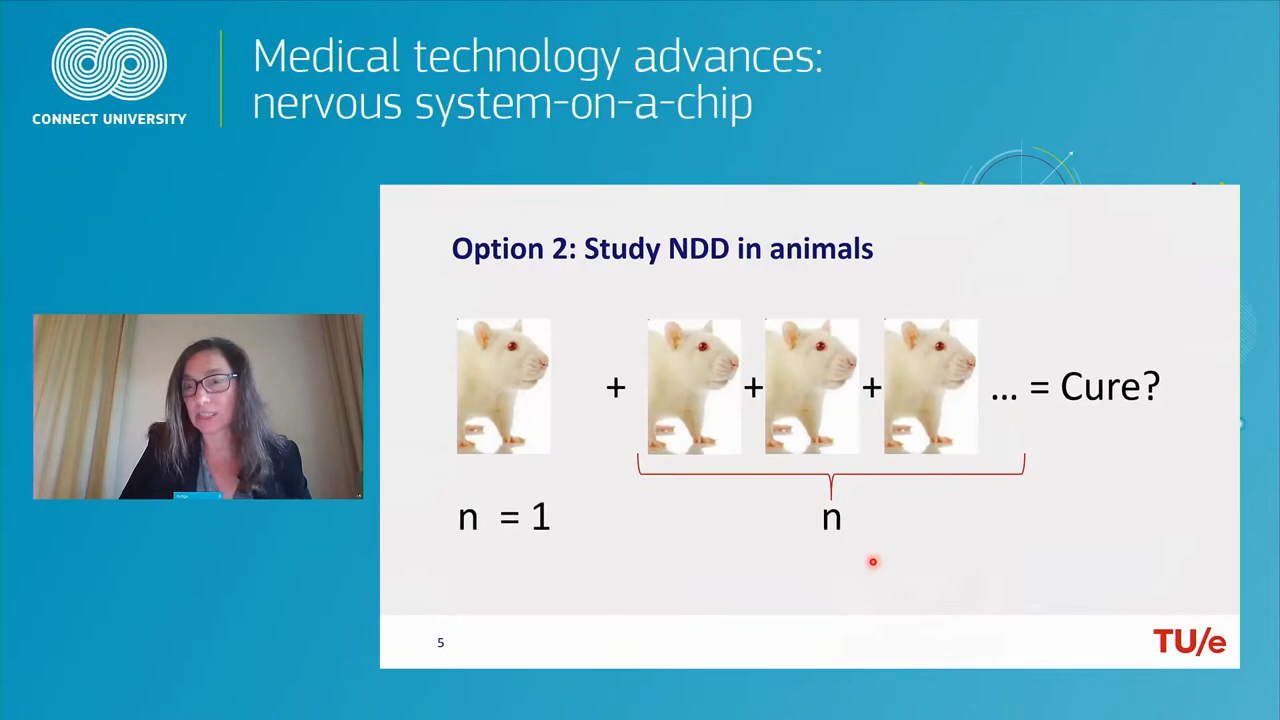 CONNECT UNIVERSITY
Medical technology advances:
nervous system-on-a-chip
Option 2: Study NDD in animals
+ + + ... = Cure?
n = 1
n
5
TU/e